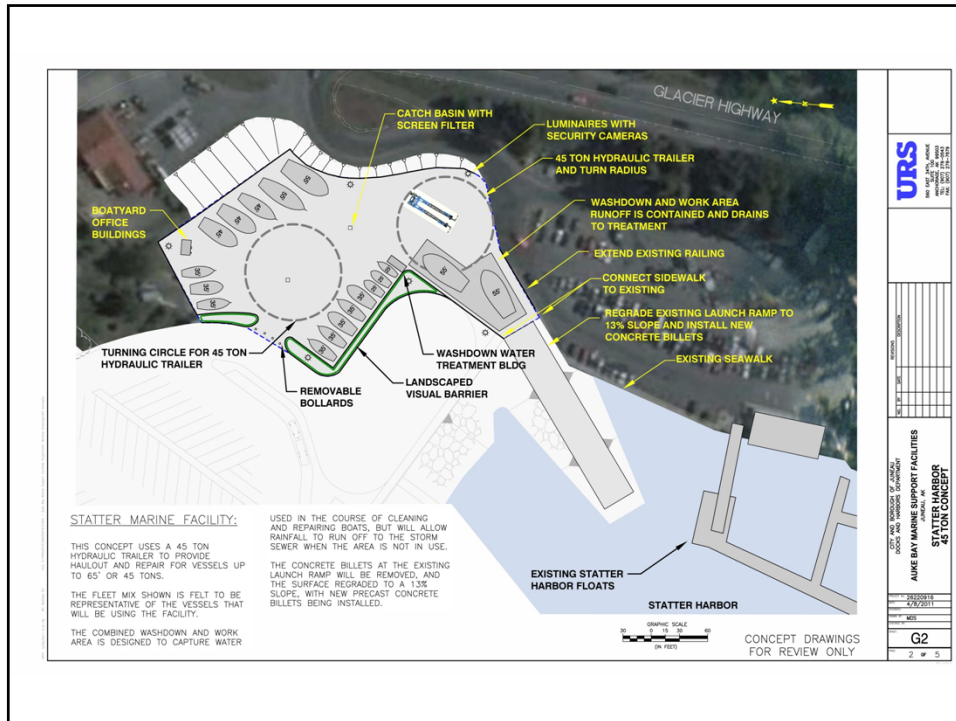 GLACIER HIGHWAY
CATCH BASIN WITH
SCREEN FILTER
LUMINAIRES WITH
SECURITY CAMERAS
45 TON HYDRAULIC TRAILER
AND TURN RADIUS
BOATYARD
OFFICE
BUILDINGS
WASHDOWN AND WORK AREA
RUNOFF IS CONTAINED AND DRAINS
TO TREATMENT
EXTEND EXISTING RAILING
CONNECT SIDEWALK
TO EXISTING
REGRADE EXISTING LAUNCH RAMP TO
13% SLOPE AND INSTALL NEW
CONCRETE BILLETS
EXISTING SEAWALK
TURNING CIRCLE FOR 45 TON
HYDRAULIC TRAILER
REMOVABLE
BOLLARDS
WASHDOWN WATER
TREATMENT BLDG
LANDSCAPED
VISUAL BARRIER
STATTER MARINE FACILITY:
THIS CONCEPT USES A 45 TON
HYDRAULIC TRAILER TO PROVIDE
HAULOUT AND REPAIR FOR VESSELS UP
TO 65' OR 45 TONS.
THE FLEET MIX SHOWN IS FELT TO BE
REPRESENTATIVE OF THE VESSELS THAT
WILL BE USING THE FACILITY.
THE COMBINED WASHDOWN AND WORK
AREA IS DESIGNED TO CAPTURE WATER
USED IN THE COURSE OF CLEANING
AND REPAIRING BOATS, BUT WILL ALLOW
RAINFALL TO RUN OFF TO THE STORM
SEWER WHEN THE AREA IS NOT IN USE.
THE CONCRETE BILLETS AT THE EXISTING
LAUNCH RAMP WILL BE REMOVED, AND
THE SURFACE REGRADED TO A 13%
SLOPE, WITH NEW PRECAST CONCRETE
BILLETS BEING INSTALLED.
EXISTING STATTER
HARBOR FLOATS
STATTER HARBOR
GRAPHIC SCALE
30 0 15 30 60
(IN FEET)
CONCEPT DRAWINGS
FOR REVIEW ONLY
URS
REVISIONS
DESCRIPTION
NO. BY DATE
CITY AND BOROUGH OF JUNEAU
DOCKS AND HARBORS DEPARTMENT
AUKE BAY MARINE SUPPORT FACILITIES
JUNEAU, AK
STATTER HARBOR
45 TON CONCEPT
26220916
4/8/2011
MDS
G2
2 OF 5